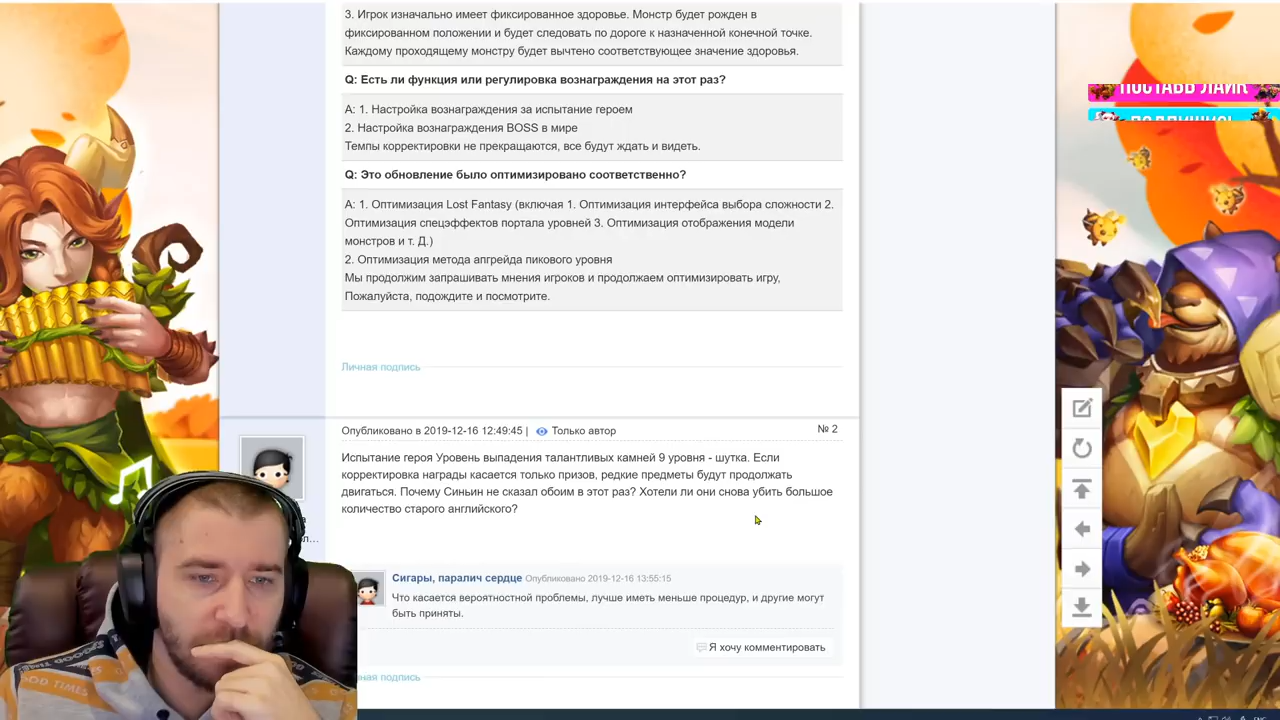 3. Игрок изначально имеет фиксированное здоровье. Монстр будет рожден в
фиксированном положении и будет следовать по дороге к назначенной конечной точке.
Каждому проходящему монстру будет вычтено соответствующее значение здоровья.
Q: Есть ли функция или регулировка вознаграждения на этот раз?
A: 1. Настройка вознаграждения за испытание героем
2. Настройка вознаграждения BOSS в мире
Темпы корректировки не прекращаются, все будут ждать и видеть.
Q: Это обновление было оптимизировано соответственно?
A: 1. Оптимизация Lost Fantasy (включая 1. Оптимизация интерфейса выбора сложности 2.
Оптимизация спецэффектов портала уровней 3. Оптимизация отображения модели
монстров и т. Д.)
2. Оптимизация метода апгрейда пикового уровня
Мы продолжим запрашивать мнения игроков и продолжаем оптимизировать игру,
Пожалуйста, подождите и посмотрите.
ПОСТАВЬ ЛАЙК
ПОДПИШИСЬ
Личная подпись
Опубликовано в 2019-12-16 12:49:45 | Только автор
№ 2
Испытание героя Уровень выпадения талантливых камней 9 уровня - шутка. Если
корректировка награды касается только призов, редкие предметы будут продолжать
двигаться. Почему Синьин не сказал обоим в этот раз? Хотели ли они снова убить большое
количество старого английского?
Сигары, паралич сердце Опубликовано 2019-12-16 13:55:15
Что касается вероятностной проблемы, лучше иметь меньше процедур, и другие могут
быть приняты.
Я хочу комментировать
подпись